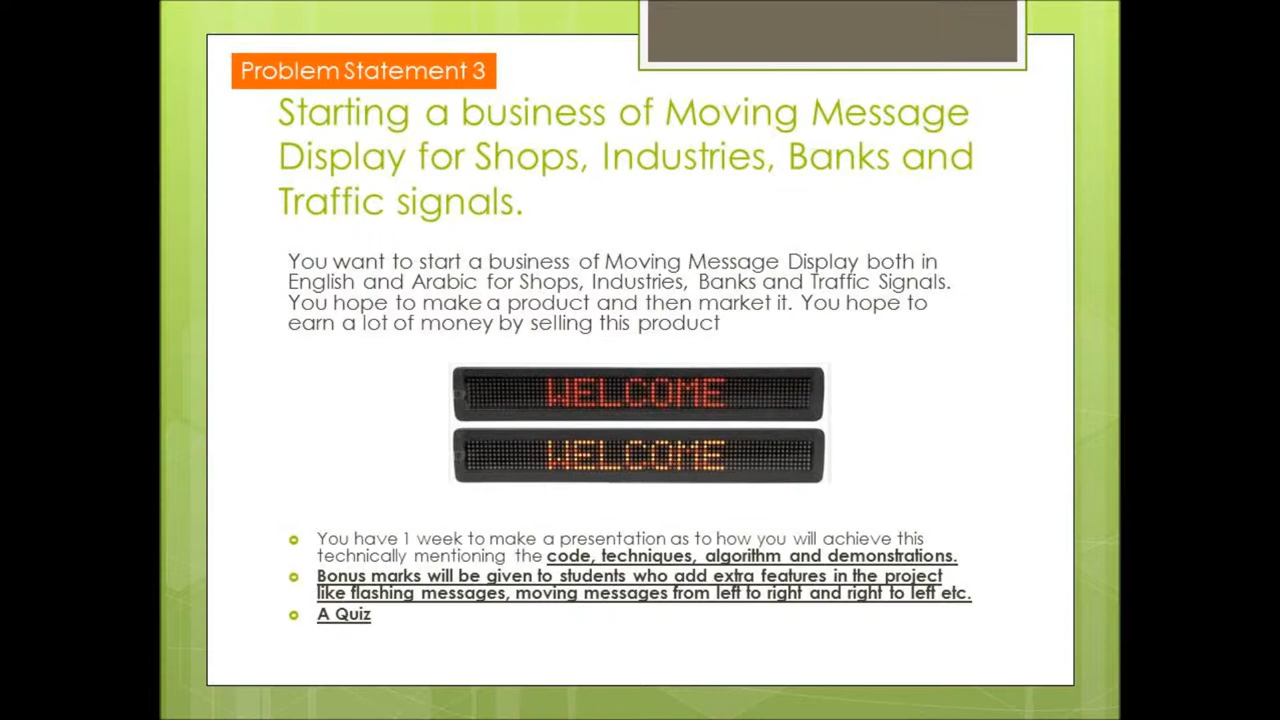 Problem Statement 3
Starting a business of Moving Message
Display for Shops, Industries, Banks and
Traffic signals.
You want to start a business of Moving Message Display both in
English and Arabic for Shops, Industries, Banks and Traffic Signals.
You hope to make a product and then market it. You hope to
earn a lot of money by selling this product
WELCOME
WELCOME
You have 1 week to make a presentation as to how you will achieve this
technically mentioning the code, techniques, algorithm and demonstrations.
Bonus marks will be given to students who add extra features in the project
like flashing messages, moving messages from left to right and right to left etc.
A Quiz